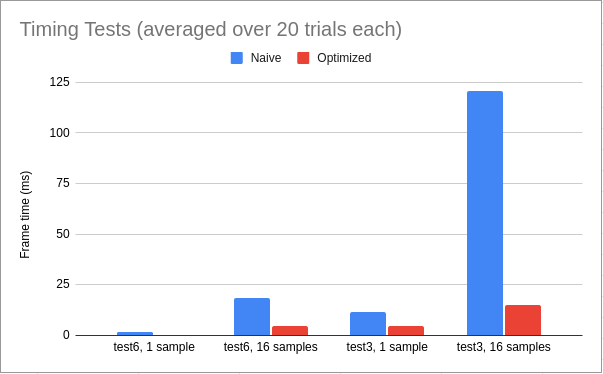 Timing Tests (averaged over 20 trials each)
Naive Optimized
125
100
75
50
25
0
Frame time (ms)
test6, 1 sample test6, 16 samples test3, 1 sample test3, 16 samples